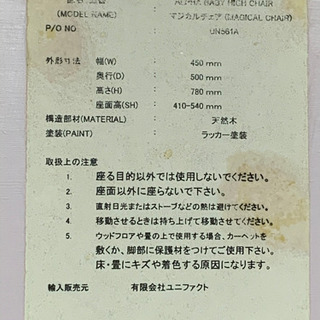 (MODEL NAME) マジカルチェア (MAGICAL CHAIR)
P/O NO UN561A
外形寸法 幅(W) 450 mm
奥行(D) 500 mm
高さ(H) 780 mm
座面高(SH) 410-540 mm
構造部材(MATERIAL) 天然木
塗装(PAINT) ラッカー塗装
取扱上の注意
1. 座る目的以外では使用しないでください。
2. 座面以外に座らないで下さい。
3. 直射日光またはストーブなどの熱は避けてください。
4. 移動させるときは持ち上げて移動させてください。
5. ウッドフロアや畳の上で使用する場合、カーペットを
敷くか、脚部に保護材をつけてご使用下さい。
床・畳にキズや着色する原因になります。
輸入販売元 有限会社ユニファクト